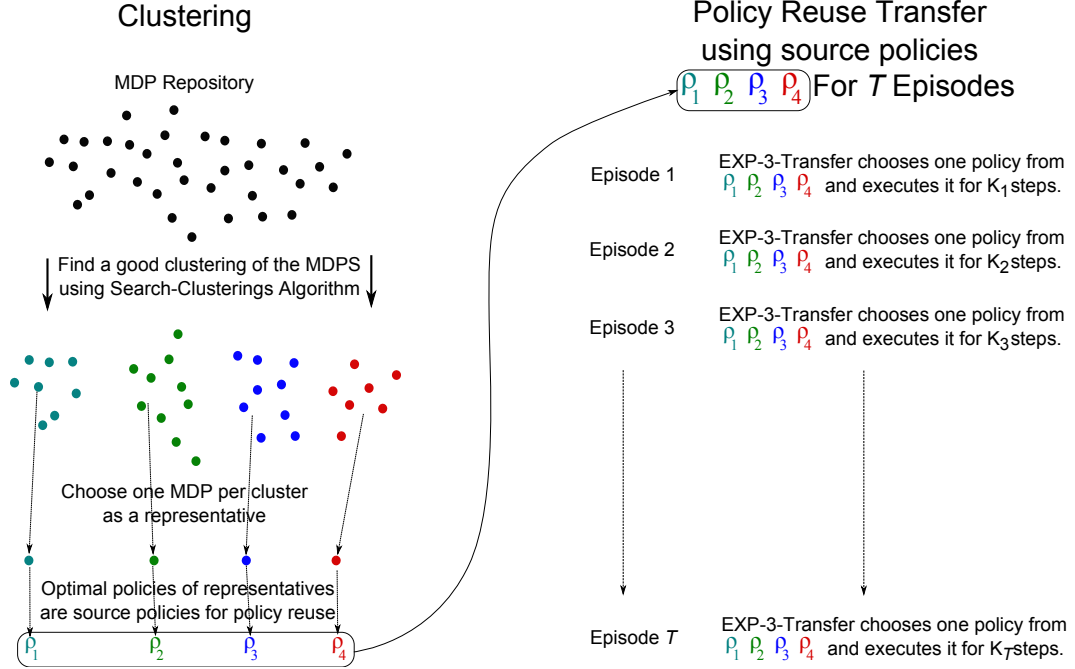 Clustering
MDP Repository
Find a good clustering of the MDPS
using Search-Clusterings Algorithm
Choose one MDP per cluster
as a representative
Optimal policies of representatives
are source policies for policy reuse
ρ1 ρ2 ρ3 ρ4
Policy Reuse Transfer
using source policies
ρ1 ρ2 ρ3 ρ4 For T Episodes
Episode 1
EXP-3-Transfer chooses one policy from
ρ1 ρ2 ρ3 ρ4 and executes it for K1 steps.
Episode 2
EXP-3-Transfer chooses one policy from
ρ1 ρ2 ρ3 ρ4 and executes it for K2 steps.
Episode 3
EXP-3-Transfer chooses one policy from
ρ1 ρ2 ρ3 ρ4 and executes it for K3 steps.
Episode T
EXP-3-Transfer chooses one policy from
ρ1 ρ2 ρ3 ρ4 and executes it for KT steps.